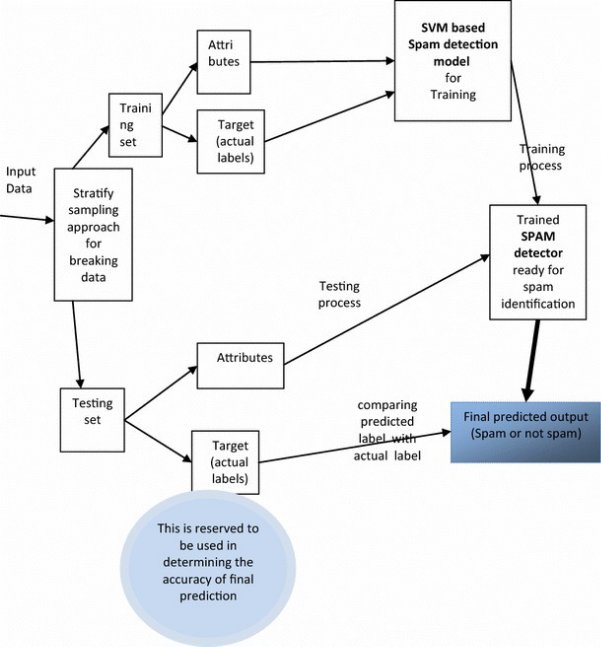 Input
Data
Stratify
sampling
approach
for
breaking
data
Traini
ng
set
Attri
butes
Target
(actual
labels)
SVM based
Spam detection
model
for
Training
Training
process
Trained
SPAM
detector
ready for
spam
identification
Testing
process
Testing
set
Attributes
Target
(actual
labels)
comparing
predicted
label with
actual label
Final predicted output
(Spam or not spam)
This is reserved to
be used in
determining the
accuracy of final
prediction